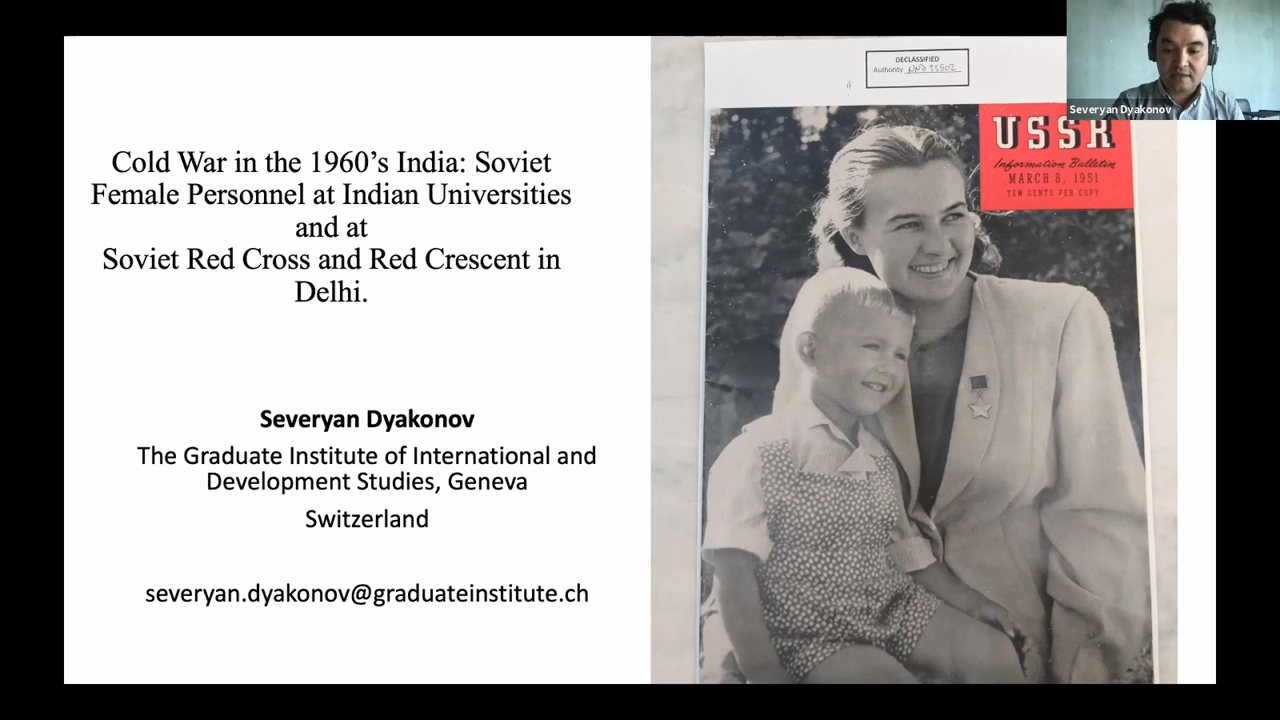 Cold War in the 1960’s India: Soviet
Female Personnel at Indian Universities
and at
Soviet Red Cross and Red Crescent in
Delhi.
Severyan Dyakonov
The Graduate Institute of International and
Development Studies, Geneva
Switzerland
severyan.dyakonov@graduateinstitute.ch
DECLASSIFIED
Authority
USSR
Information Bulletin
MARCH 8, 1951
TEN CENTS PER COPY
Severyan Dyakonov